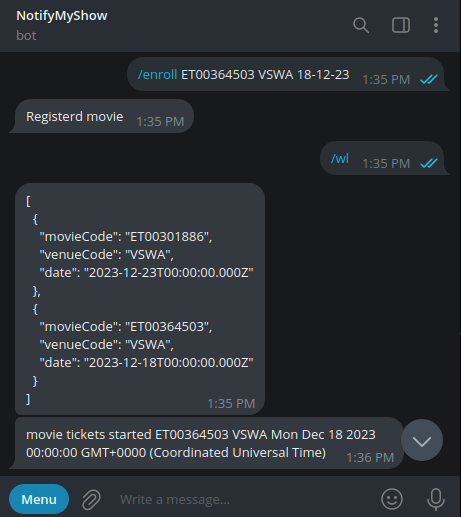 NotifyMyShow
bot
/enroll ET00364503 VSWA 18-12-23 1:35 PM
Registerd movie 1:35 PM
/wl 1:35 PM
[
{
"movieCode": "ET00301886",
"venueCode": "VSWA",
"date": "2023-12-23T00:00:00.000Z"
},
{
"movieCode": "ET00364503",
"venueCode": "VSWA",
"date": "2023-12-18T00:00:00.000Z"
}
]
1:35 PM
movie tickets started ET00364503 VSWA Mon Dec 18 2023
00:00:00 GMT+0000 (Coordinated Universal Time) 1:36 PM
Menu Write a message...